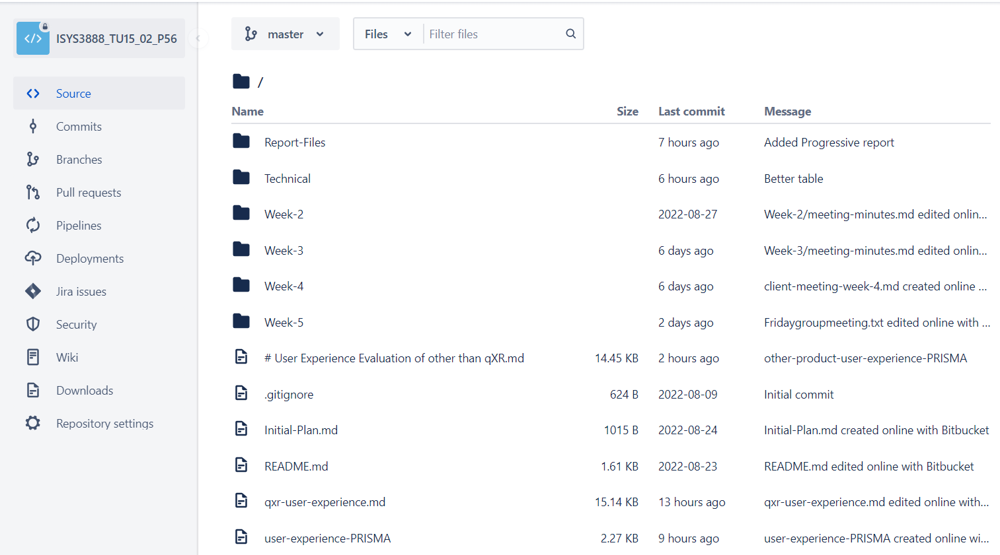 ISYS3888_TU15_02_P56
Source
Commits
Branches
Pull requests
Pipelines
Deployments
Jira issues
Security
Wiki
Downloads
Repository settings
master Files Filter files
/
Name Size Last commit Message
Report-Files 7 hours ago Added Progressive report
Technical 6 hours ago Better table
Week-2 2022-08-27 Week-2/meeting-minutes.md edited onlin...
Week-3 6 days ago Week-3/meeting-minutes.md edited onlin...
Week-4 6 days ago client-meeting-week-4.md created online ...
Week-5 2 days ago Fridaygroupmeeting.txt edited online with ...
# User Experience Evaluation of other than qXR.md 14.45 KB 2 hours ago other-product-user-experience-PRISMA
.gitignore 624 B 2022-08-09 Initial commit
Initial-Plan.md 1015 B 2022-08-24 Initial-Plan.md created online with Bitbucket
README.md 1.61 KB 2022-08-23 README.md edited online with Bitbucket
qxr-user-experience.md 15.14 KB 13 hours ago qxr-user-experience.md edited online with...
user-experience-PRISMA 2.27 KB 9 hours ago user-experience-PRISMA created online wi...